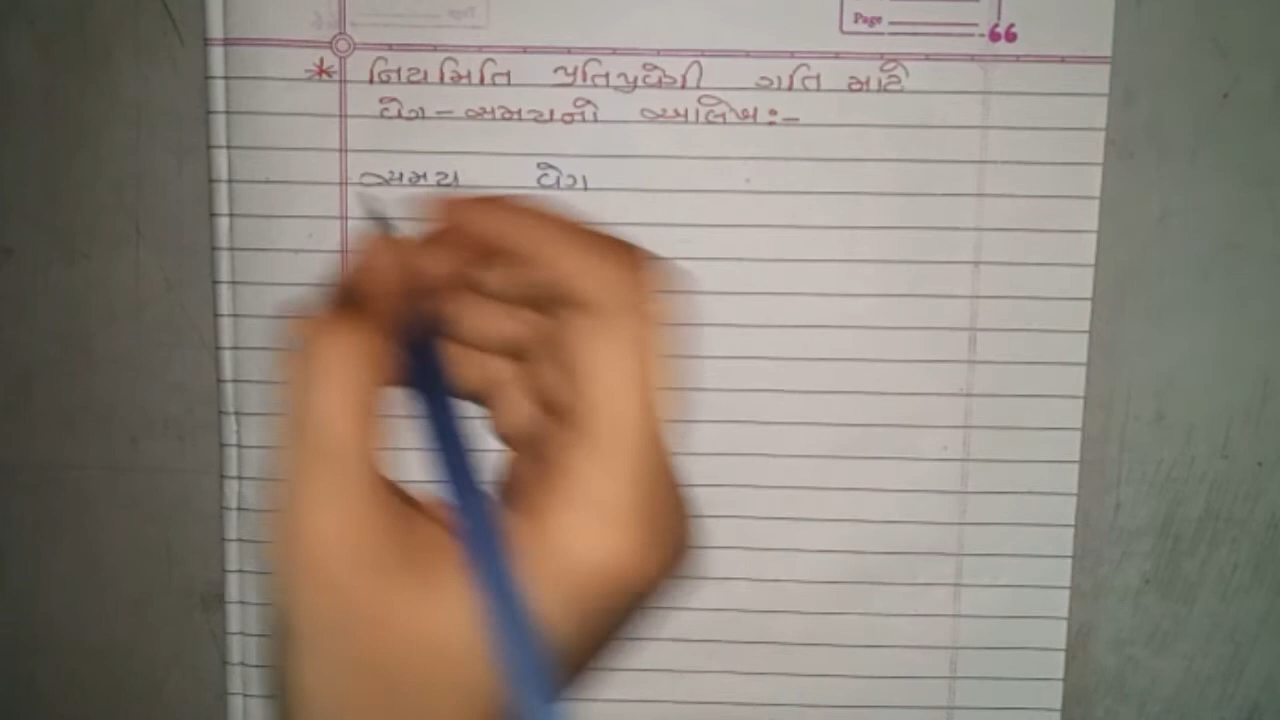 Page 66
* નિયમિતિ પ્રતિપ્રવેગી ગતિ માટે
વેગ - સમયનો આલેખ :-
સમય વેગ